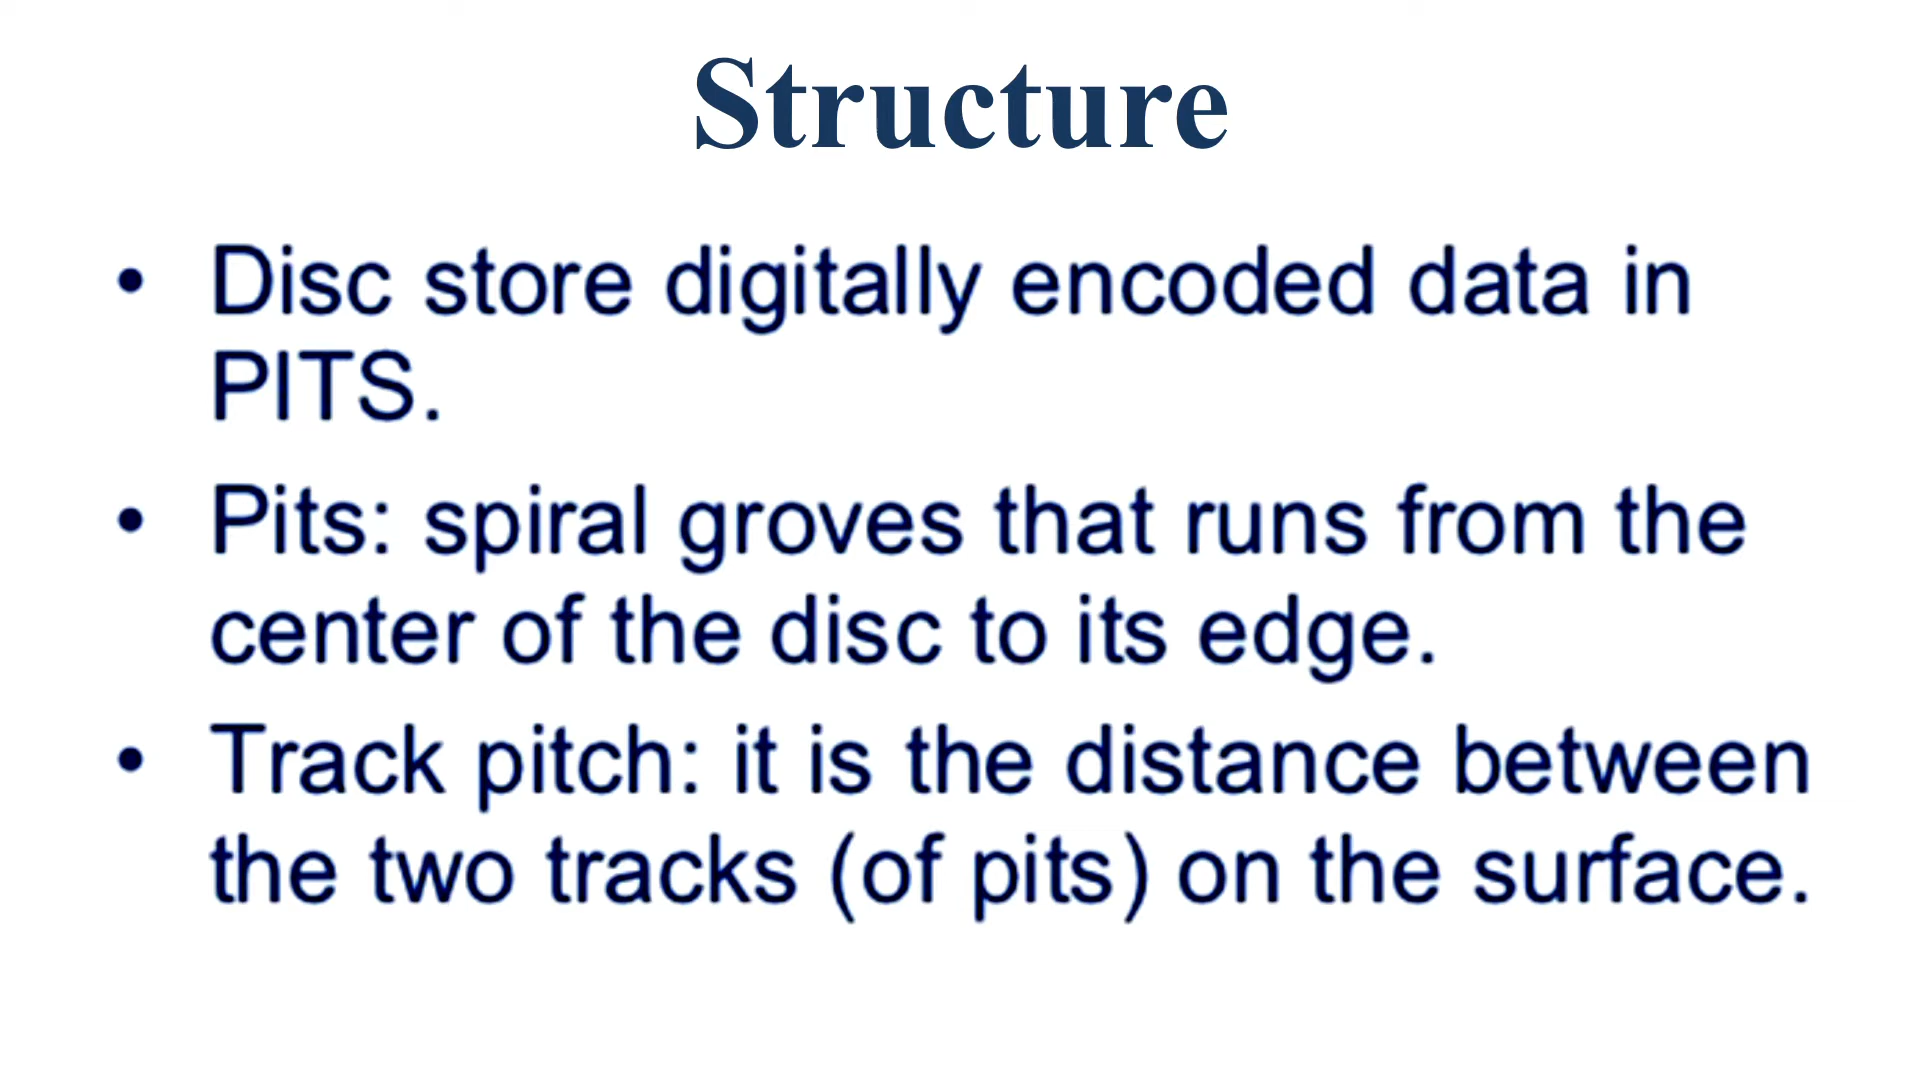 Structure
• Disc store digitally encoded data in
PITS.
• Pits: spiral groves that runs from the
center of the disc to its edge.
• Track pitch: it is the distance between
the two tracks (of pits) on the surface.